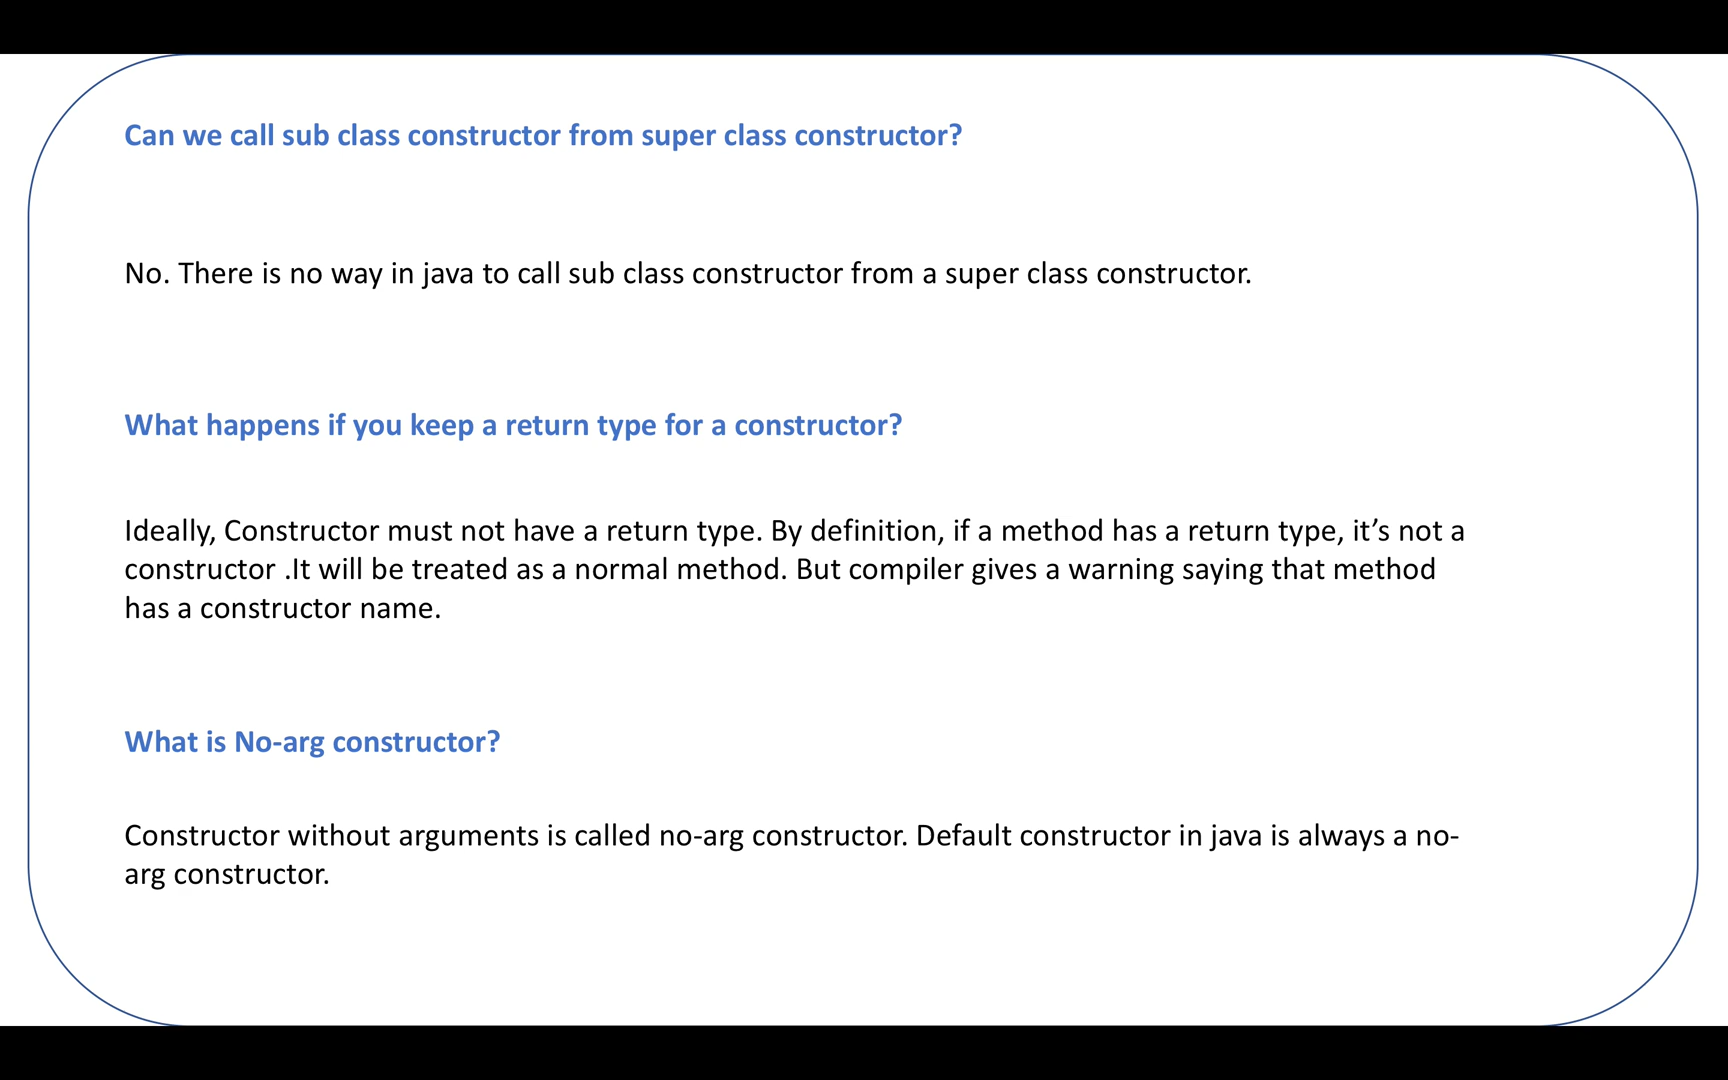 Can we call sub class constructor from super class constructor?
No. There is no way in java to call sub class constructor from a super class constructor.
What happens if you keep a return type for a constructor?
Ideally, Constructor must not have a return type. By definition, if a method has a return type, it’s not a
constructor .It will be treated as a normal method. But compiler gives a warning saying that method
has a constructor name.
What is No-arg constructor?
Constructor without arguments is called no-arg constructor. Default constructor in java is always a no-
arg constructor.